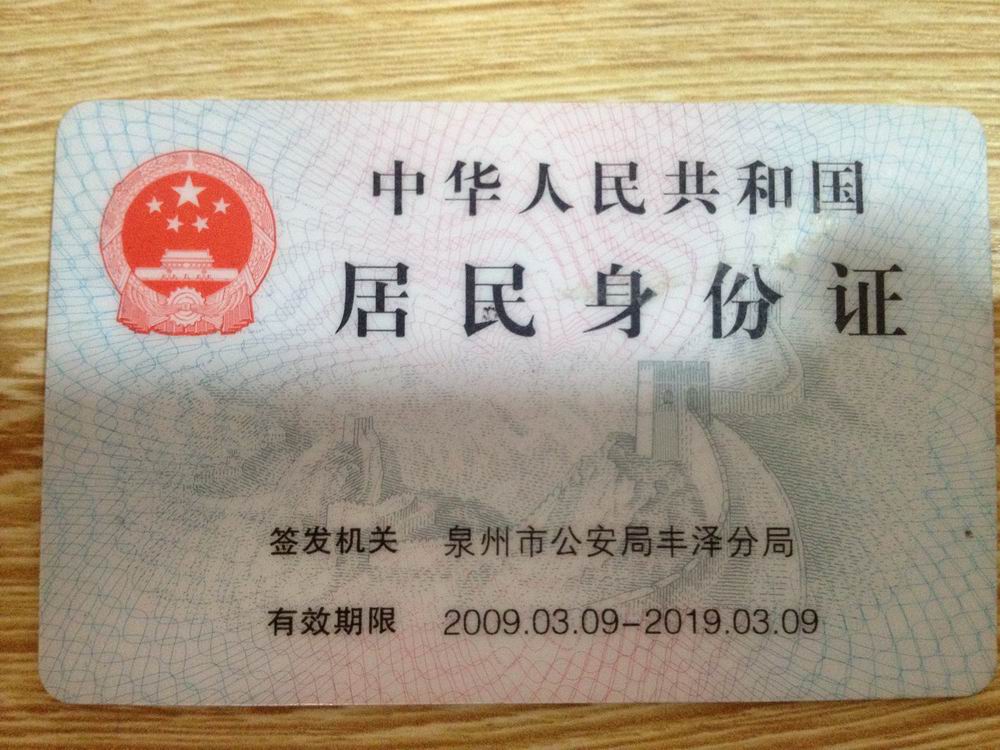 中华人民共和国
居民身份证
签发机关 泉州市公安局丰泽分局
有效期限 2009.03.09-2019.03.09